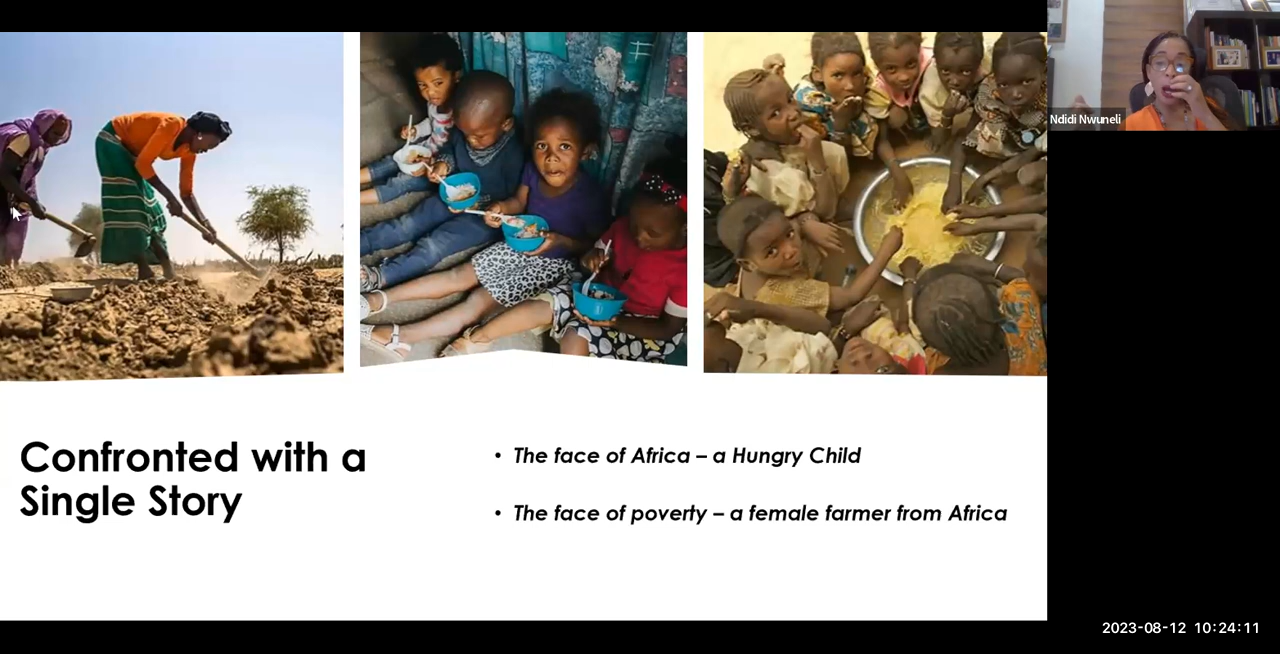 Ndidi Nwuneli
Confronted with a
Single Story
• The face of Africa – a Hungry Child
• The face of poverty – a female farmer from Africa
2023-08-12 10:24:11